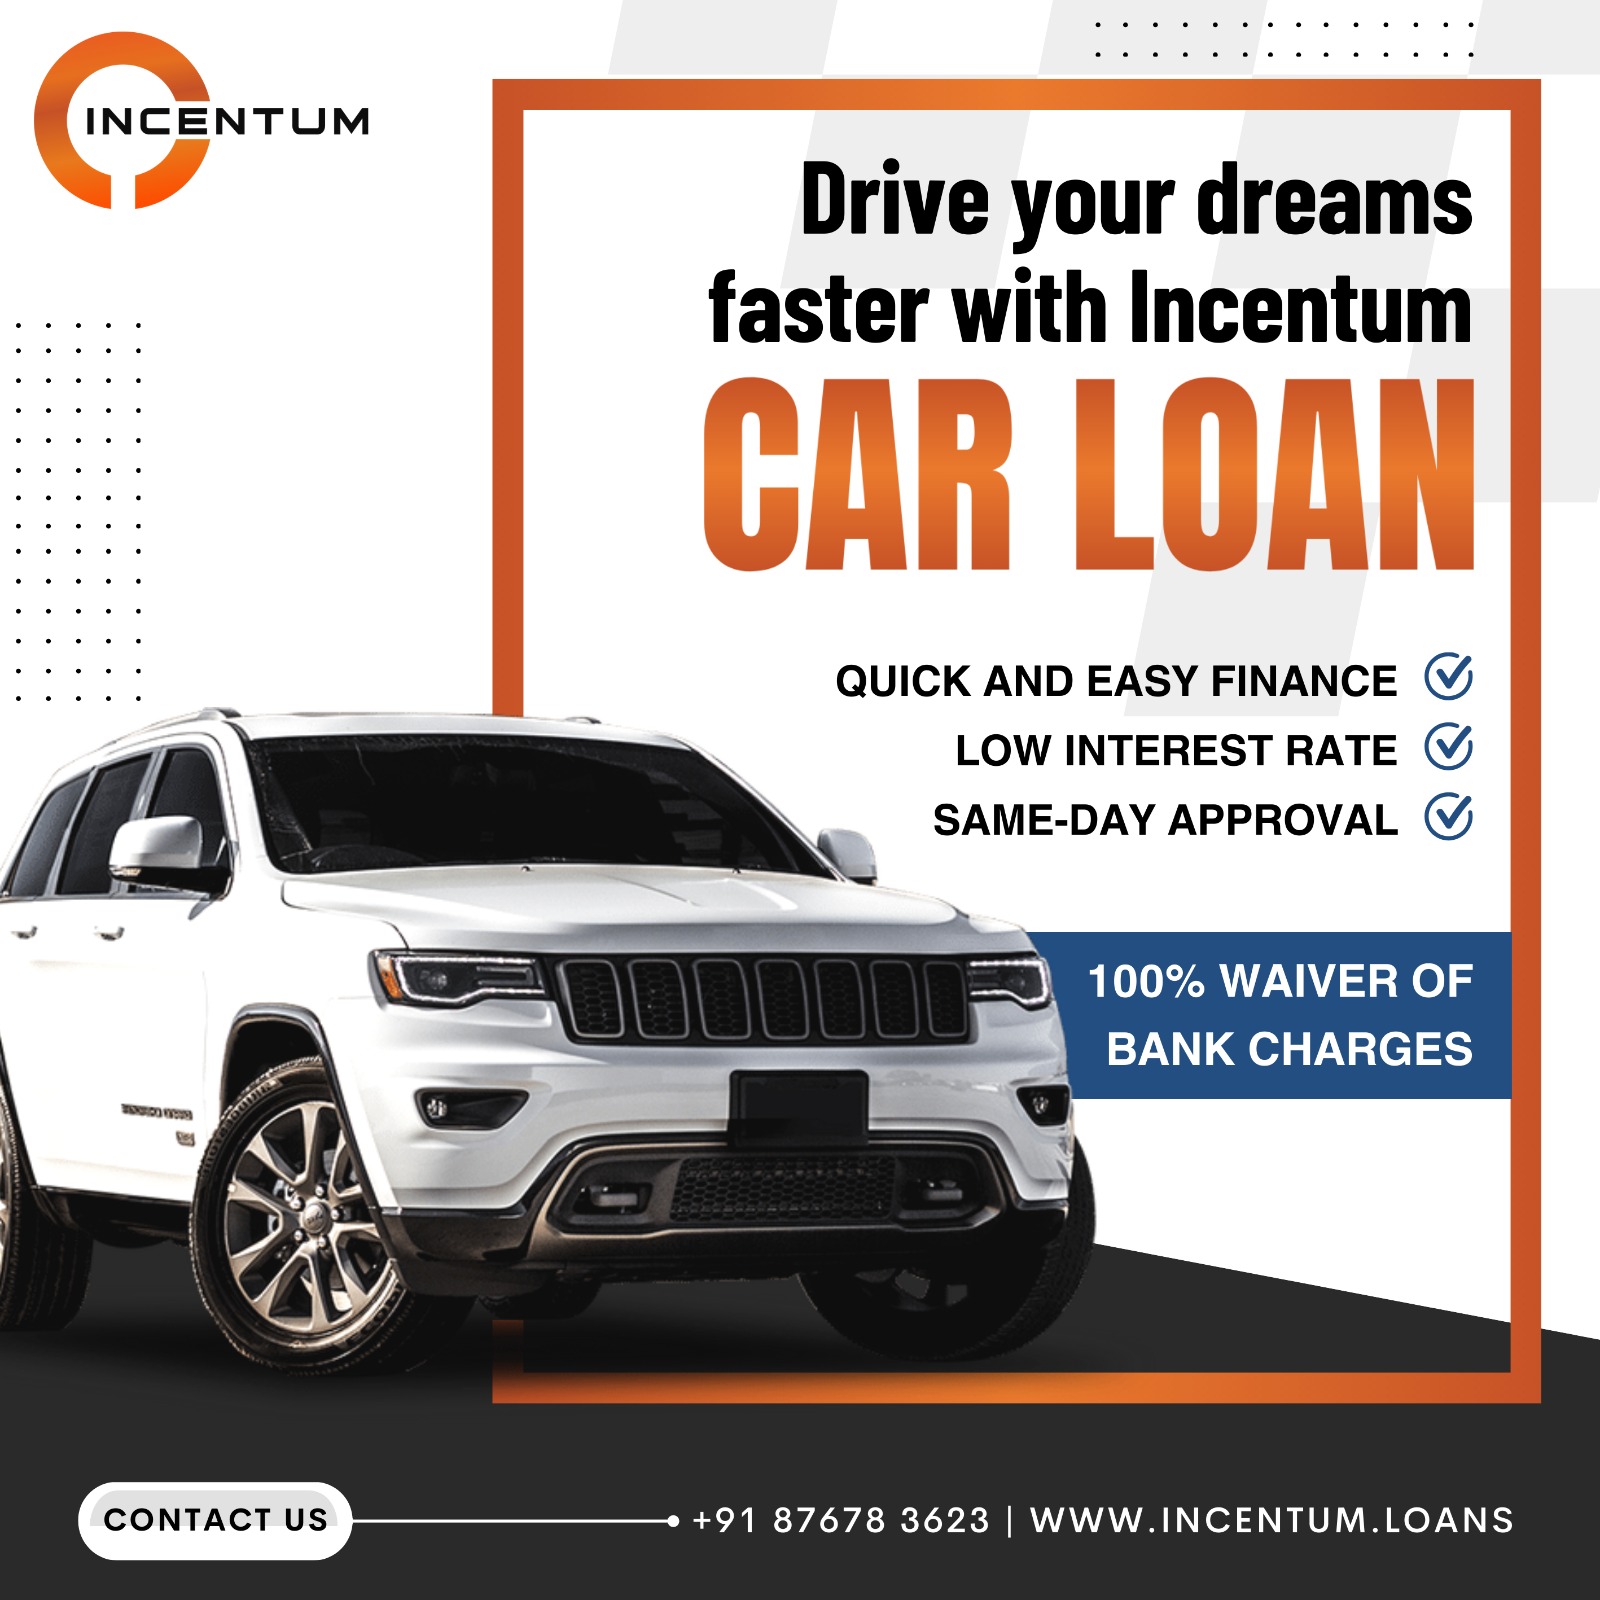 INCENTUM
Drive your dreams
faster with Incentum
CAR LOAN
QUICK AND EASY FINANCE
LOW INTEREST RATE
SAME-DAY APPROVAL
100% WAIVER OF
BANK CHARGES
CONTACT US
+91 87678 3623 | WWW.INCENTUM.LOANS